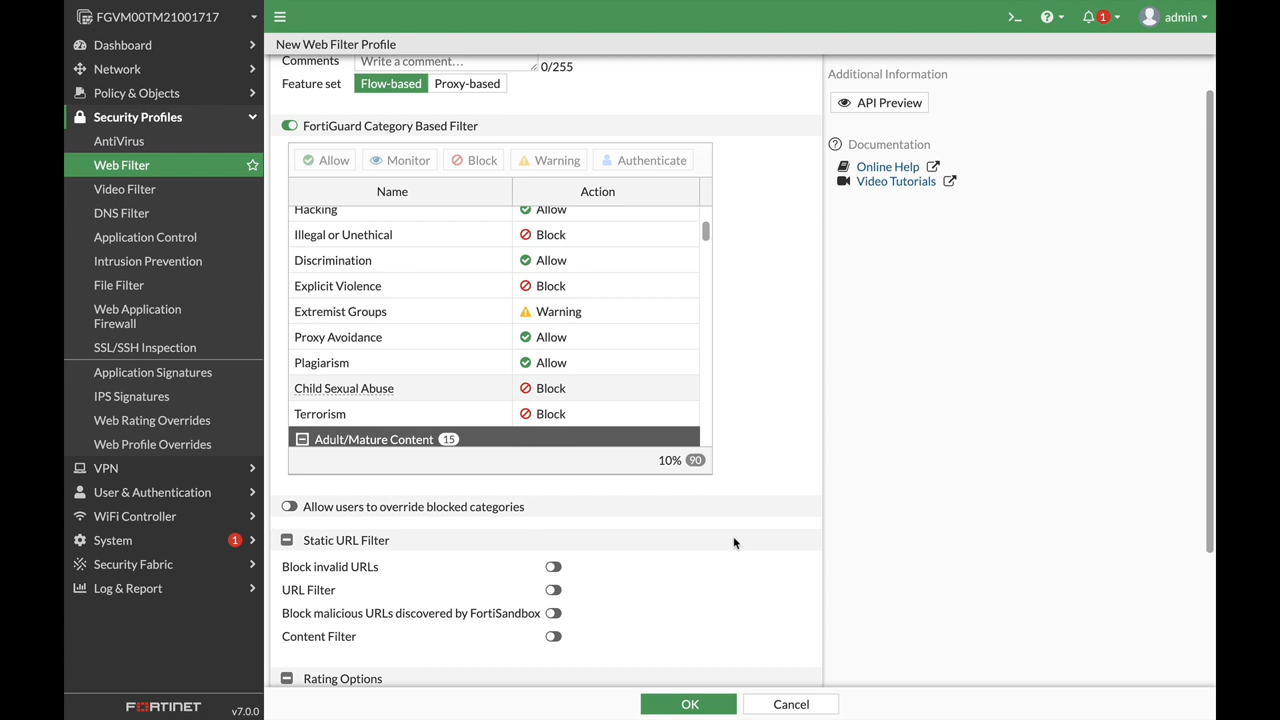 FGVM00TM21001717
Dashboard
Network
Policy & Objects
Security Profiles
AntiVirus
Web Filter
Video Filter
DNS Filter
Application Control
Intrusion Prevention
File Filter
Web Application
Firewall
SSL/SSH Inspection
Application Signatures
IPS Signatures
Web Rating Overrides
Web Profile Overrides
VPN
User & Authentication
WiFi Controller
System 1
Security Fabric
Log & Report
FORTINET v7.0.0
>_ ? 1 admin
New Web Filter Profile
Comments Write a comment... 0/255
Feature set Flow-based Proxy-based
FortiGuard Category Based Filter
Allow Monitor Block Warning Authenticate
Name Action
Hacking Allow
Illegal or Unethical Block
Discrimination Allow
Explicit Violence Block
Extremist Groups Warning
Proxy Avoidance Allow
Plagiarism Allow
Child Sexual Abuse Block
Terrorism Block
Adult/Mature Content 15
10% 90
Allow users to override blocked categories
Static URL Filter
Block invalid URLs
URL Filter
Block malicious URLs discovered by FortiSandbox
Content Filter
Rating Options
OK Cancel
Additional Information
API Preview
Documentation
Online Help
Video Tutorials